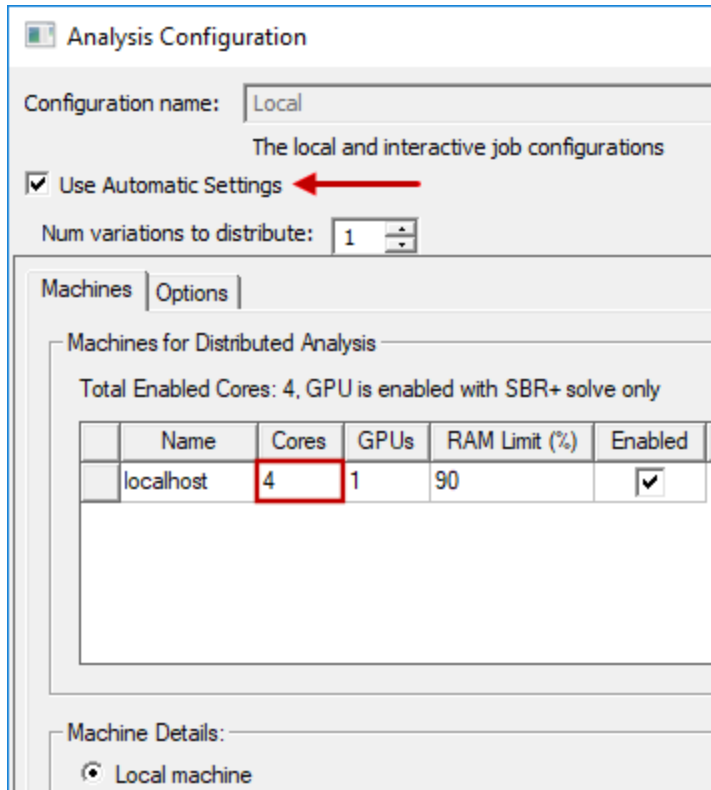 Analysis Configuration
Configuration name: Local
The local and interactive job configurations
Use Automatic Settings
Num variations to distribute: 1
Machines Options
Machines for Distributed Analysis
Total Enabled Cores: 4, GPU is enabled with SBR+ solve only
Name Cores GPUs RAM Limit (%) Enabled
localhost 4 1 90
Machine Details:
Local machine